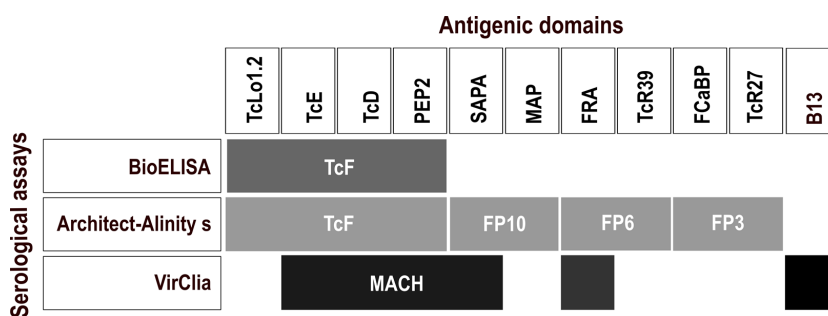 Antigenic domains
TcLo1.2
TcE
TcD
PEP2
SAPA
MAP
FRA
TcR39
FCaBP
TcR27
B13
Serological assays
BioELISA
TcF
Architect-Alinity s
TcF
FP10
FP6
FP3
VirClia
MACH